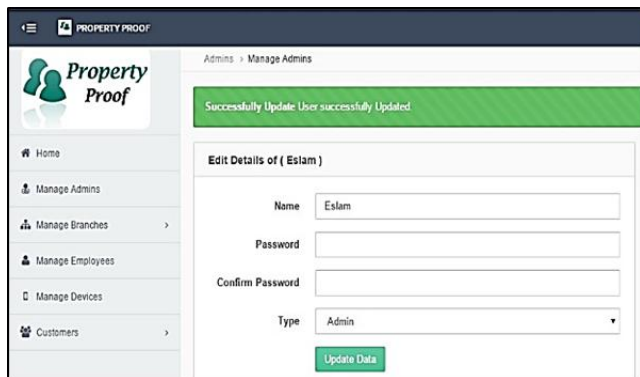 PROPERTY PROOF
Property
Proof
Home
Manage Admins
Manage Branches
Manage Employees
Manage Devices
Customers
Admins > Manage Admins
Successfully Update User successfully Updated
Edit Details of ( Eslam )
Name Eslam
Password
Confirm Password
Type Admin
Update Data